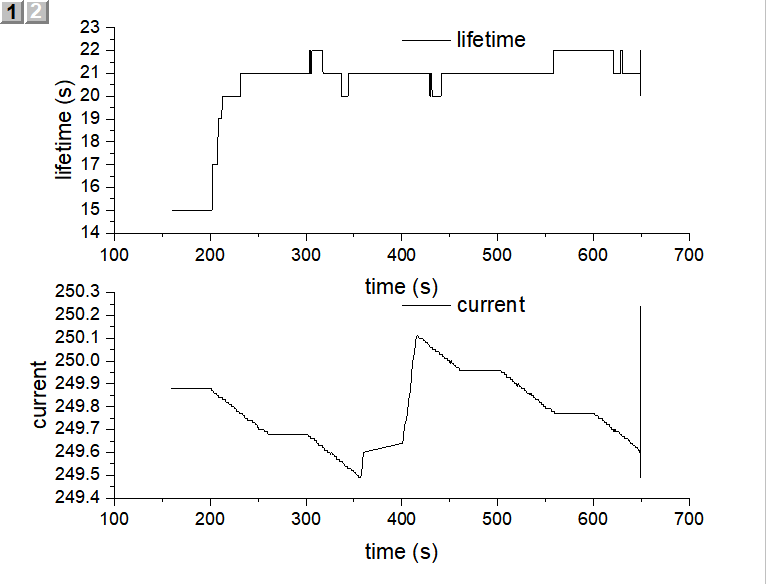 1 2
23
22
21
20
19
18
17
16
15
14
lifetime (s)
lifetime
100 200 300 400 500 600 700
time (s)
250.3
250.2
250.1
250.0
249.9
249.8
249.7
249.6
249.5
249.4
current
current
100 200 300 400 500 600 700
time (s)